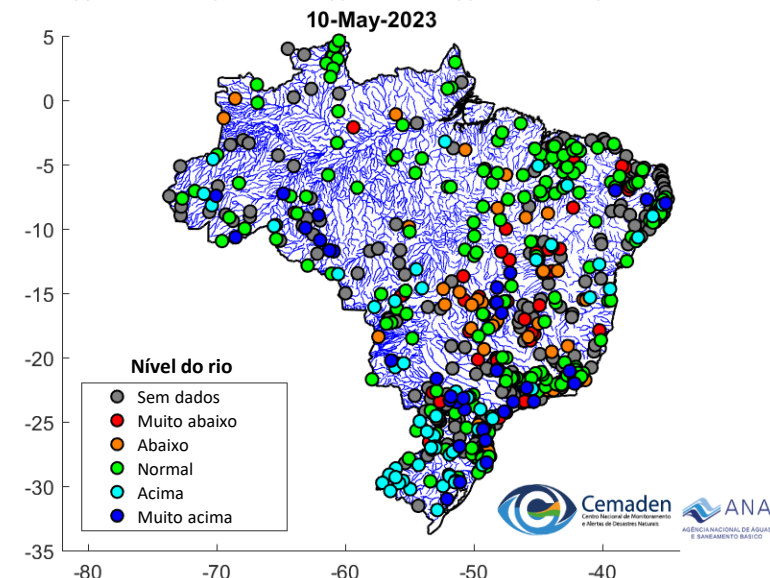 10-May-2023
5
0
-5
-10
-15
-20
-25
-30
-35
-80
-70
-60
-50
-40
Nível do rio
Sem dados
Muito abaixo
Abaixo
Normal
Acima
Muito acima
Cemaden
Centro Nacional de Monitoramento
e Alertas de Desastres Naturais
ANA
AGÊNCIA NACIONAL DE ÁGUAS
E SANEAMENTO BÁSICO